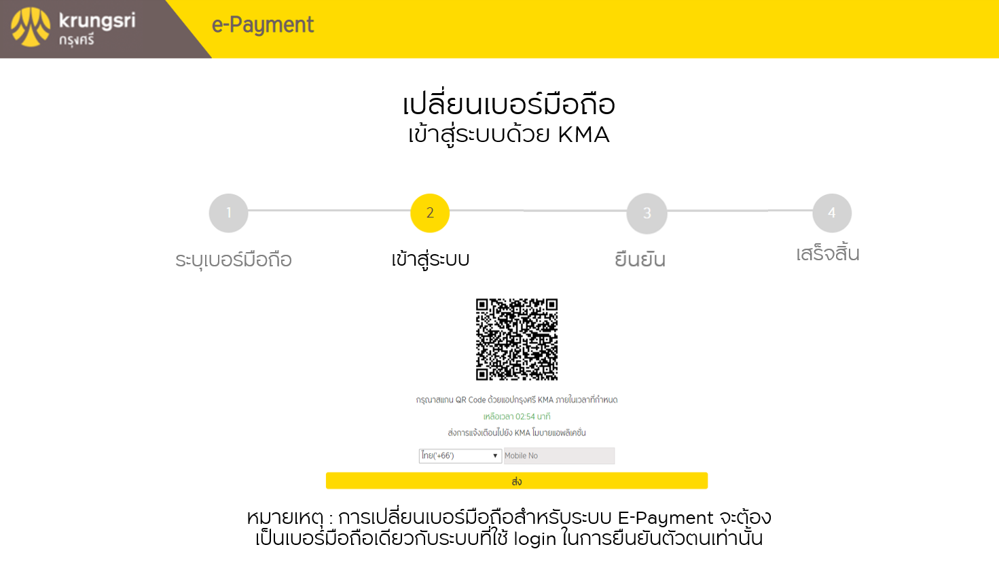 krungsri
กรุงศรี
e-Payment
เปลี่ยนเบอร์มือถือ
เข้าสู่ระบบด้วย KMA
1
2
3
4
ระบุเบอร์มือถือ
เข้าสู่ระบบ
ยืนยัน
เสร็จสิ้น
กรุณาสแกน QR Code ด้วยแอปกรุงศรี KMA ภายในเวลาที่กำหนด
เหลือเวลา 02:54 นาที
ส่งการแจ้งเตือนไปยัง KMA โมบายแอพลิเคชั่น
ไทย('+66')
Mobile No
ส่ง
หมายเหตุ : การเปลี่ยนเบอร์มือถือสำหรับระบบ E-Payment จะต้อง
เป็นเบอร์มือถือเดียวกับระบบที่ใช้ login ในการยืนยันตัวตนเท่านั้น